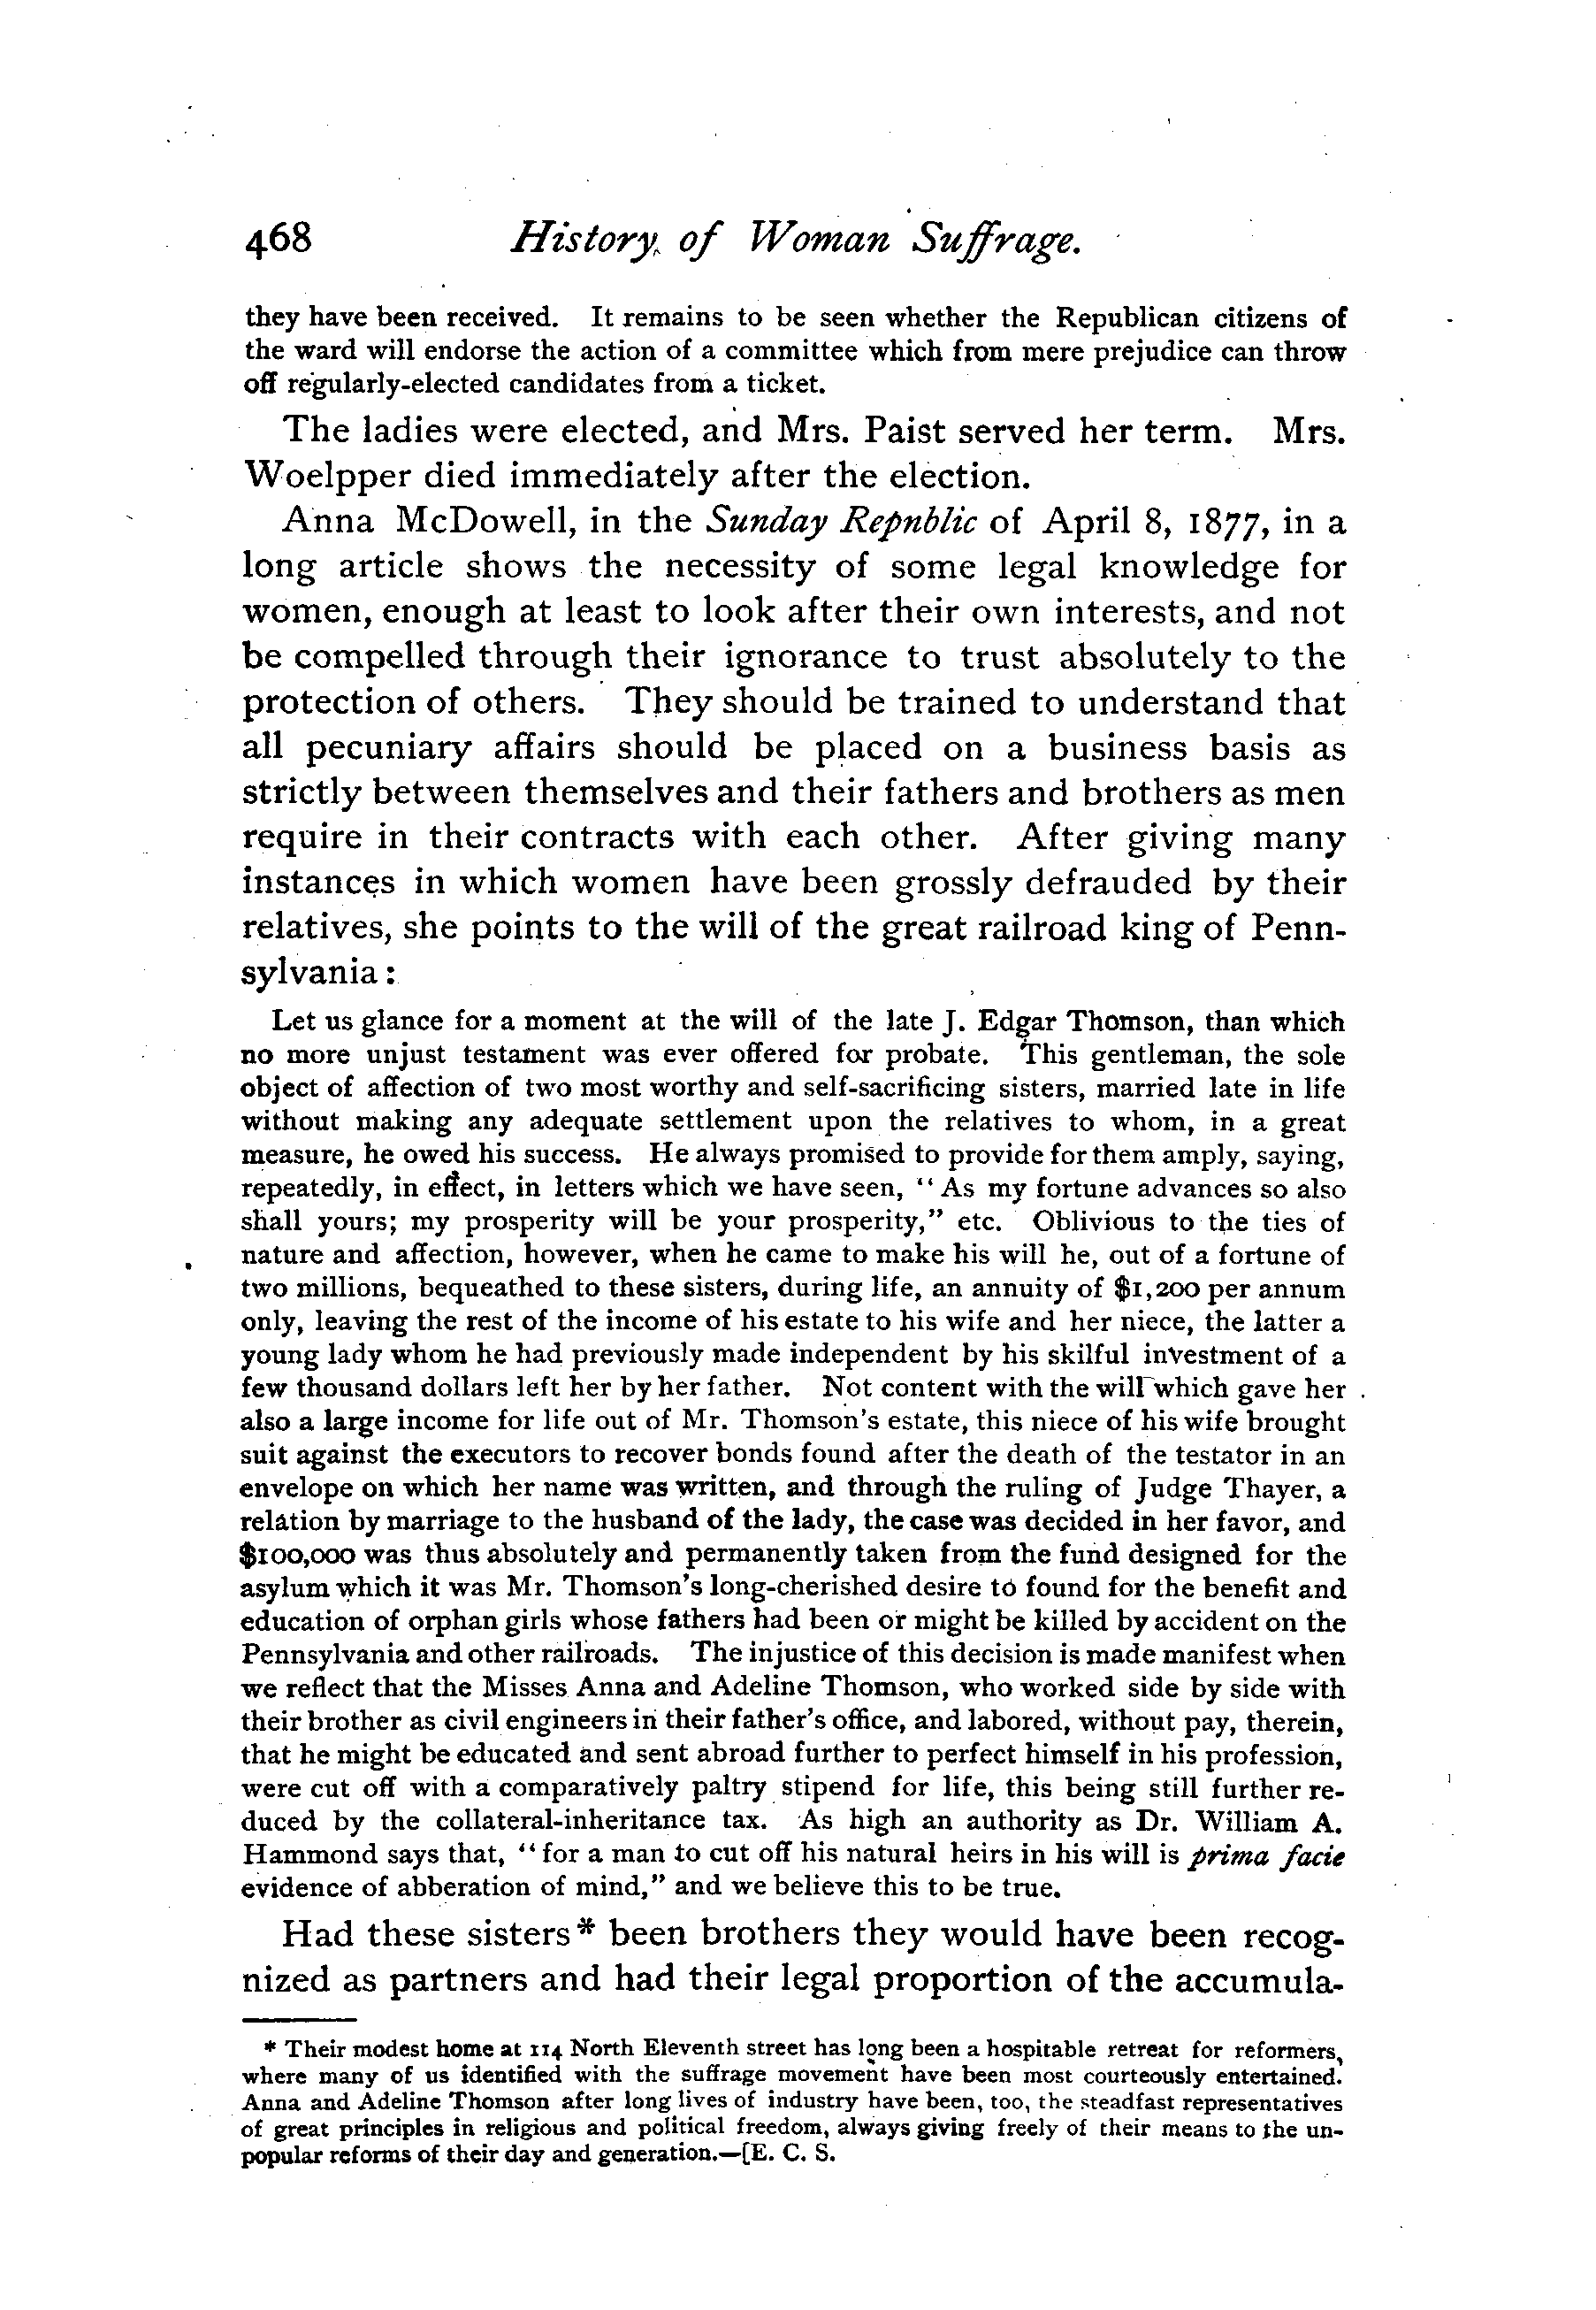 468 History of Woman Suffrage.
they have been received. It remains to be seen whether the Republican citizens of
the ward will endorse the action of a committee which from mere prejudice can throw
off regularly-elected candidates from a ticket.
The ladies were elected, and Mrs. Paist served her term. Mrs.
Woelpper died immediately after the election.
Anna McDowell, in the Sunday Repnblic of April 8, 1877, in a
long article shows the necessity of some legal knowledge for
women, enough at least to look after their own interests, and not
be compelled through their ignorance to trust absolutely to the
protection of others. They should be trained to understand that
all pecuniary affairs should be placed on a business basis as
strictly between themselves and their fathers and brothers as men
require in their contracts with each other. After giving many
instances in which women have been grossly defrauded by their
relatives, she points to the will of the great railroad king of Penn-
sylvania:
Let us glance for a moment at the will of the late J. Edgar Thomson, than which
no more unjust testament was ever offered for probate. This gentleman, the sole
object of affection of two most worthy and self-sacrificing sisters, married late in life
without making any adequate settlement upon the relatives to whom, in a great
measure, he owed his success. He always promised to provide for them amply, saying,
repeatedly, in effect, in letters which we have seen, "As my fortune advances so also
shall yours; my prosperity will be your prosperity," etc. Oblivious to the ties of
nature and affection, however, when he came to make his will he, out of a fortune of
two millions, bequeathed to these sisters, during life, an annuity of $1,200 per annum
only, leaving the rest of the income of his estate to his wife and her niece, the latter a
young lady whom he had previously made independent by his skilful investment of a
few thousand dollars left her by her father. Not content with the will which gave her
also a large income for life out of Mr. Thomson's estate, this niece of his wife brought
suit against the executors to recover bonds found after the death of the testator in an
envelope on which her name was written, and through the ruling of Judge Thayer, a
relation by marriage to the husband of the lady, the case was decided in her favor, and
$100,000 was thus absolutely and permanently taken from the fund designed for the
asylum which it was Mr. Thomson's long-cherished desire to found for the benefit and
education of orphan girls whose fathers had been or might be killed by accident on the
Pennsylvania and other railroads. The injustice of this decision is made manifest when
we reflect that the Misses Anna and Adeline Thomson, who worked side by side with
their brother as civil engineers in their father's office, and labored, without pay, therein,
that he might be educated and sent abroad further to perfect himself in his profession,
were cut off with a comparatively paltry stipend for life, this being still further re-
duced by the collateral-inheritance tax. As high an authority as Dr. William A.
Hammond says that, "for a man to cut off his natural heirs in his will is prima facie
evidence of abberation of mind," and we believe this to be true.
Had these sisters* been brothers they would have been recog-
nized as partners and had their legal proportion of the accumula-
* Their modest home at 114 North Eleventh street has long been a hospitable retreat for reformers,
where many of us identified with the suffrage movement have been most courteously entertained.
Anna and Adeline Thomson after long lives of industry have been, too, the steadfast representatives
of great principles in religious and political freedom, always giving freely of their means to the un-
popular reforms of their day and generation.—[E. C. S.